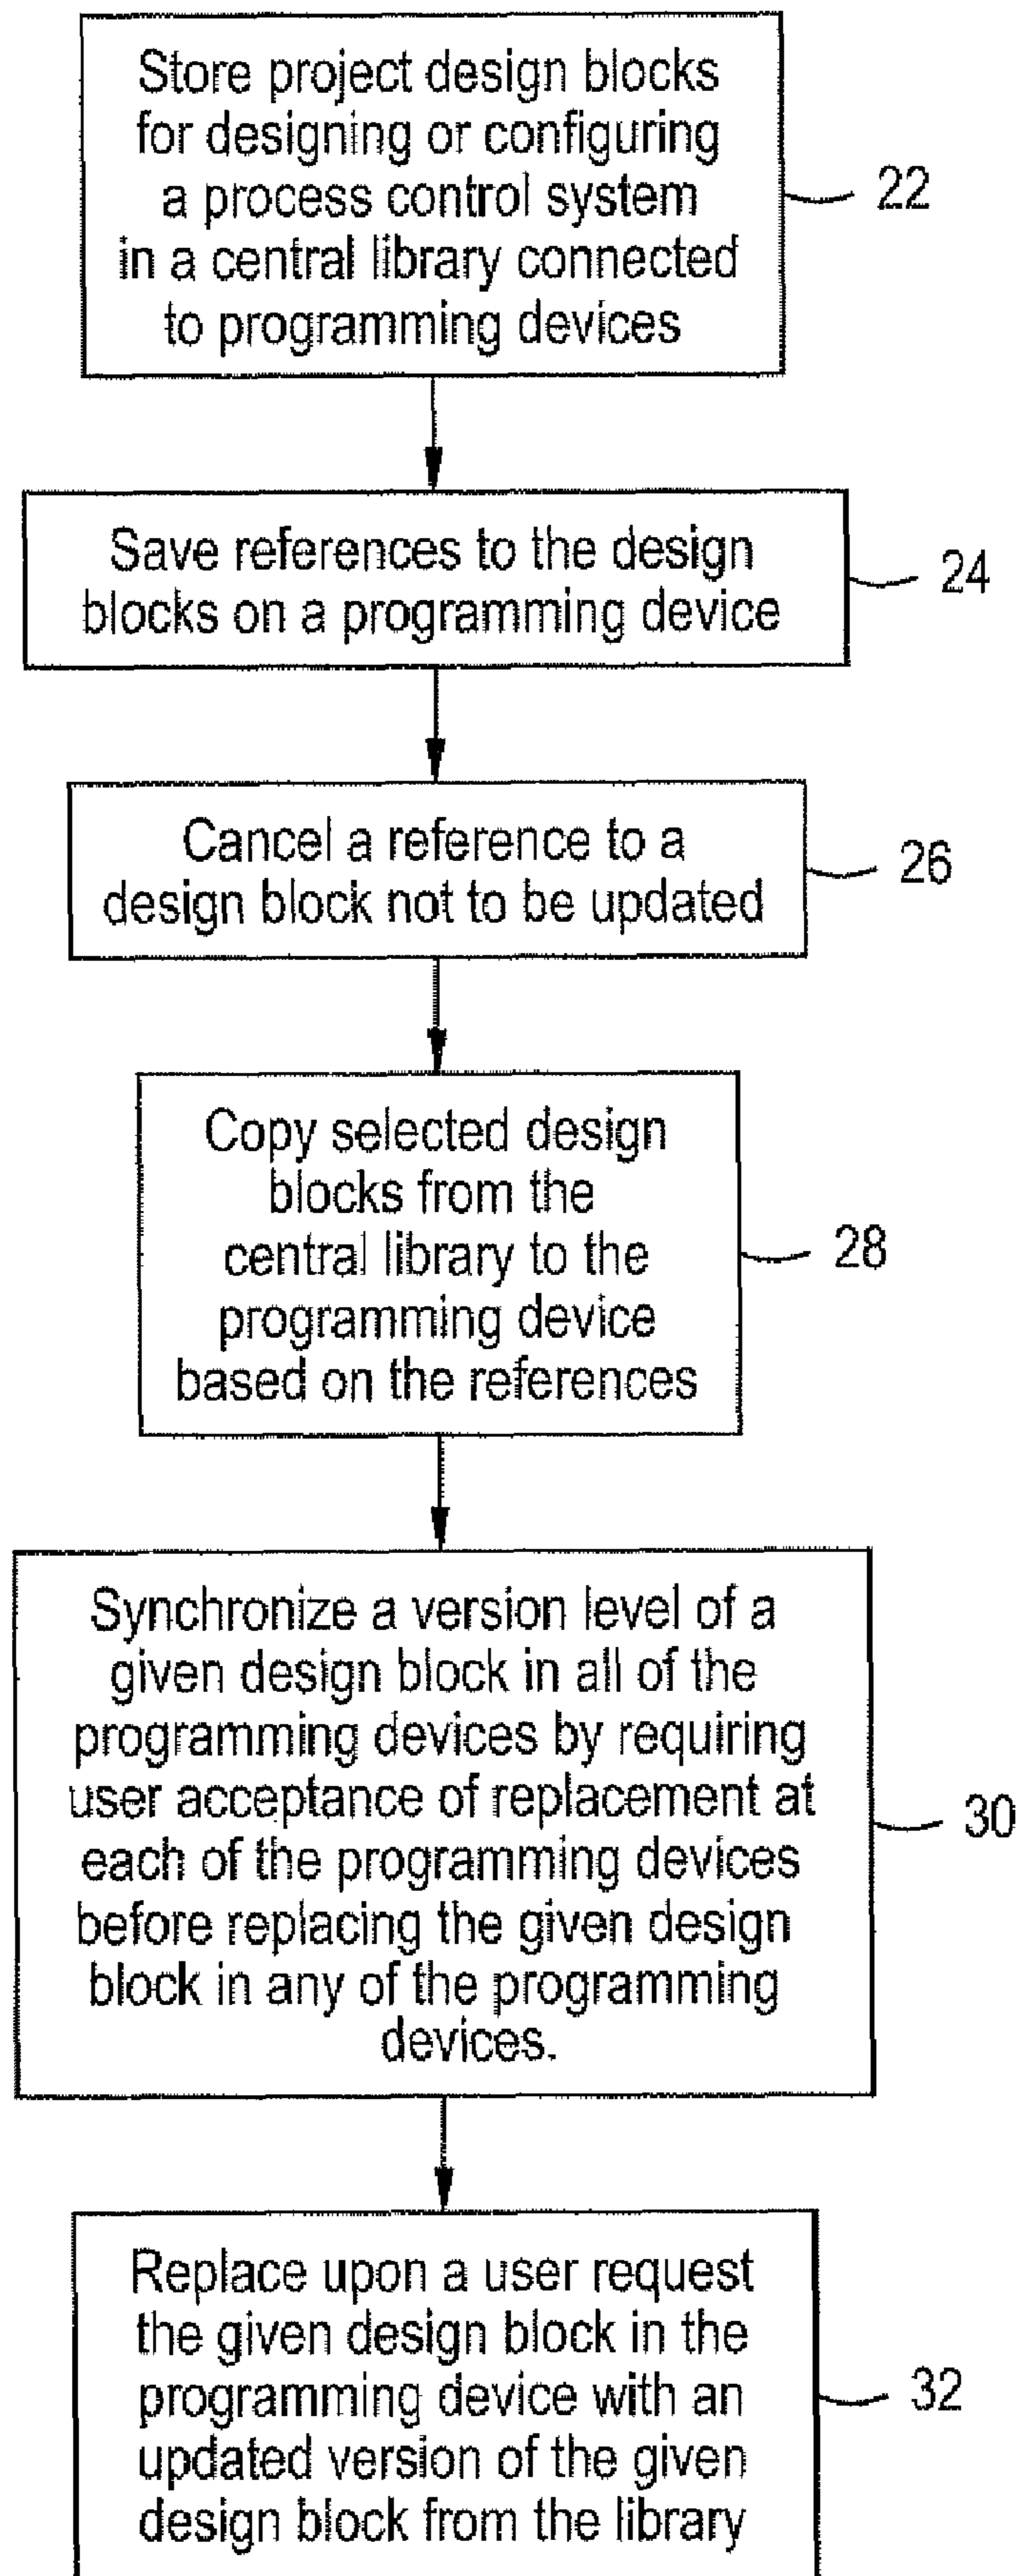 Store project design blocks
for designing or configuring
a process control system
in a central library connected
to programming devices
22
Save references to the design
blocks on a programming device
24
Cancel a reference to a
design block not to be updated
26
Copy selected design
blocks from the
central library to the
programming device
based on the references
28
Synchronize a version level of a
given design block in all of the
programming devices by requiring
user acceptance of replacement at
each of the programming devices
before replacing the given design
block in any of the programming
devices.
30
Replace upon a user request
the given design block in the
programming device with an
updated version of the given
design block from the library
32